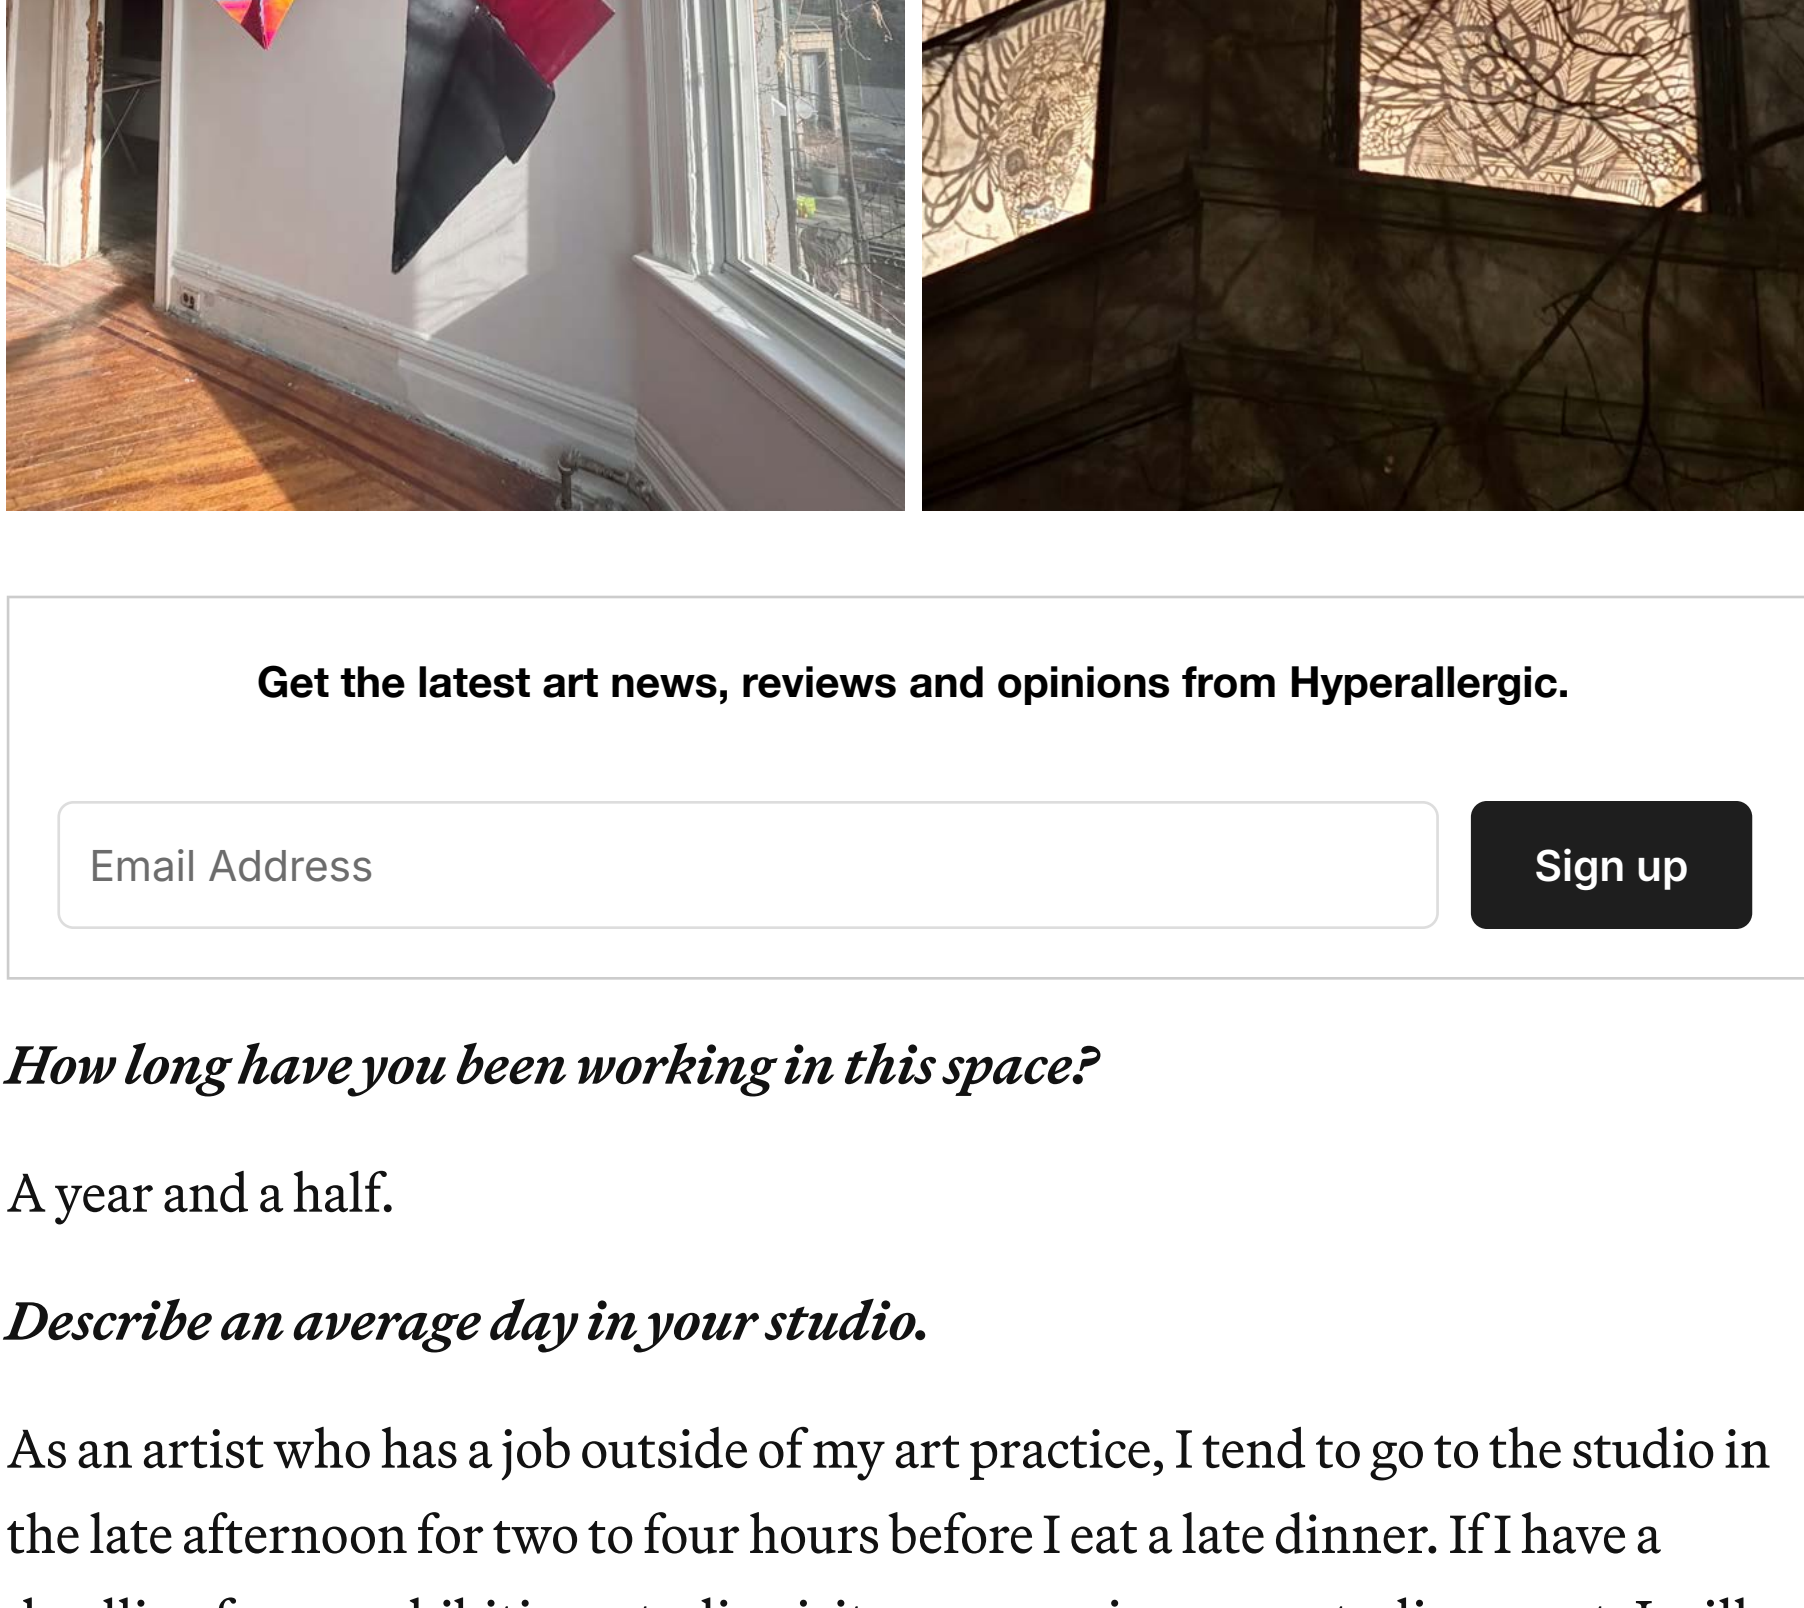 Get the latest art news, reviews and opinions from Hyperallergic.
Email Address
Sign up
How long have you been working in this space?
A year and a half.
Describe an average day in your studio.
As an artist who has a job outside of my art practice, I tend to go to the studio in
the late afternoon for two to four hours before I eat a late dinner. If I have a